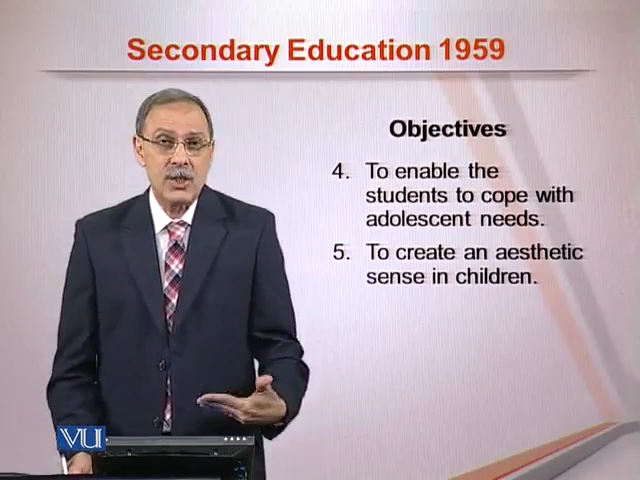 Secondary Education 1959
Objectives
4. To enable the
students to cope with
adolescent needs.
5. To create an aesthetic
sense in children.
VU